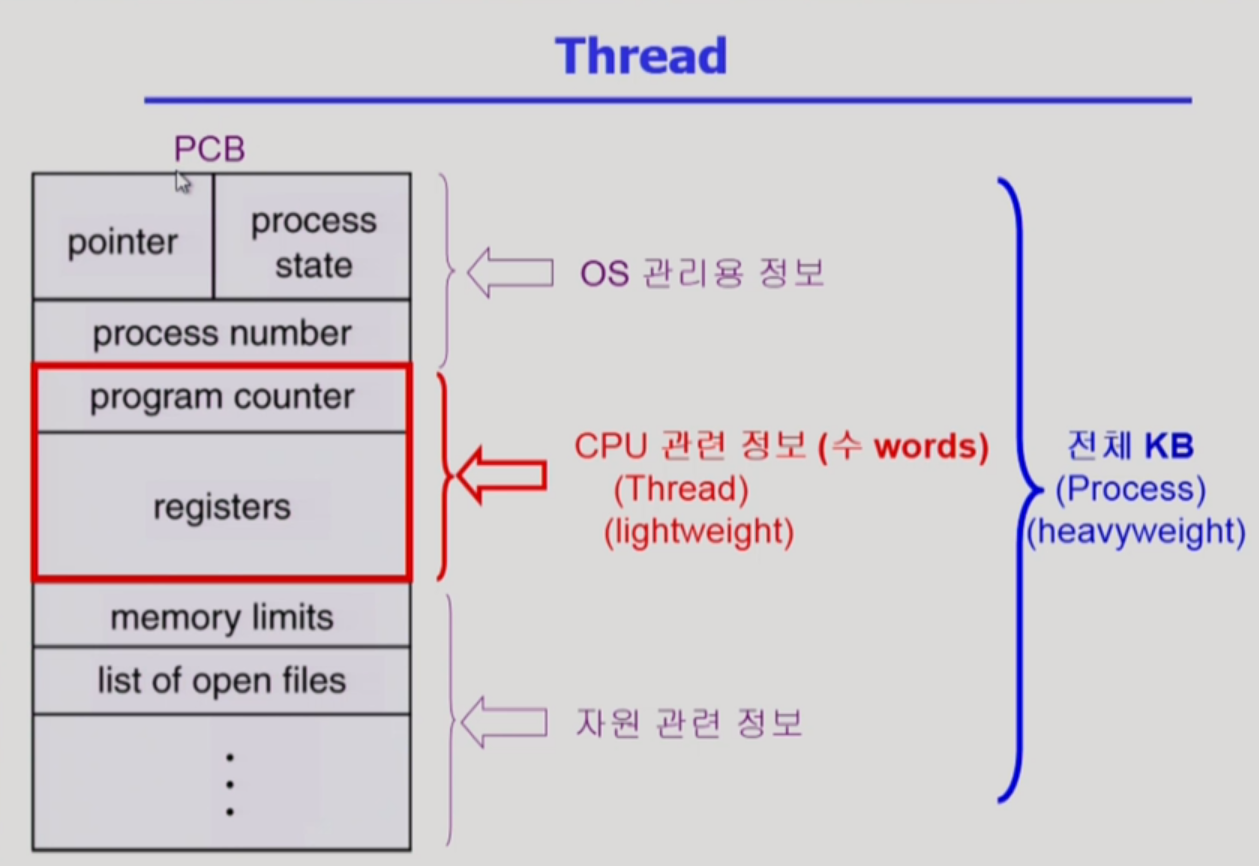 Thread
PCB
pointer
process
state
process number
program counter
registers
memory limits
list of open files
OS 관리용 정보
CPU 관련 정보 (수 words)
(Thread)
(lightweight)
자원 관련 정보
전체 KB
(Process)
(heavyweight)